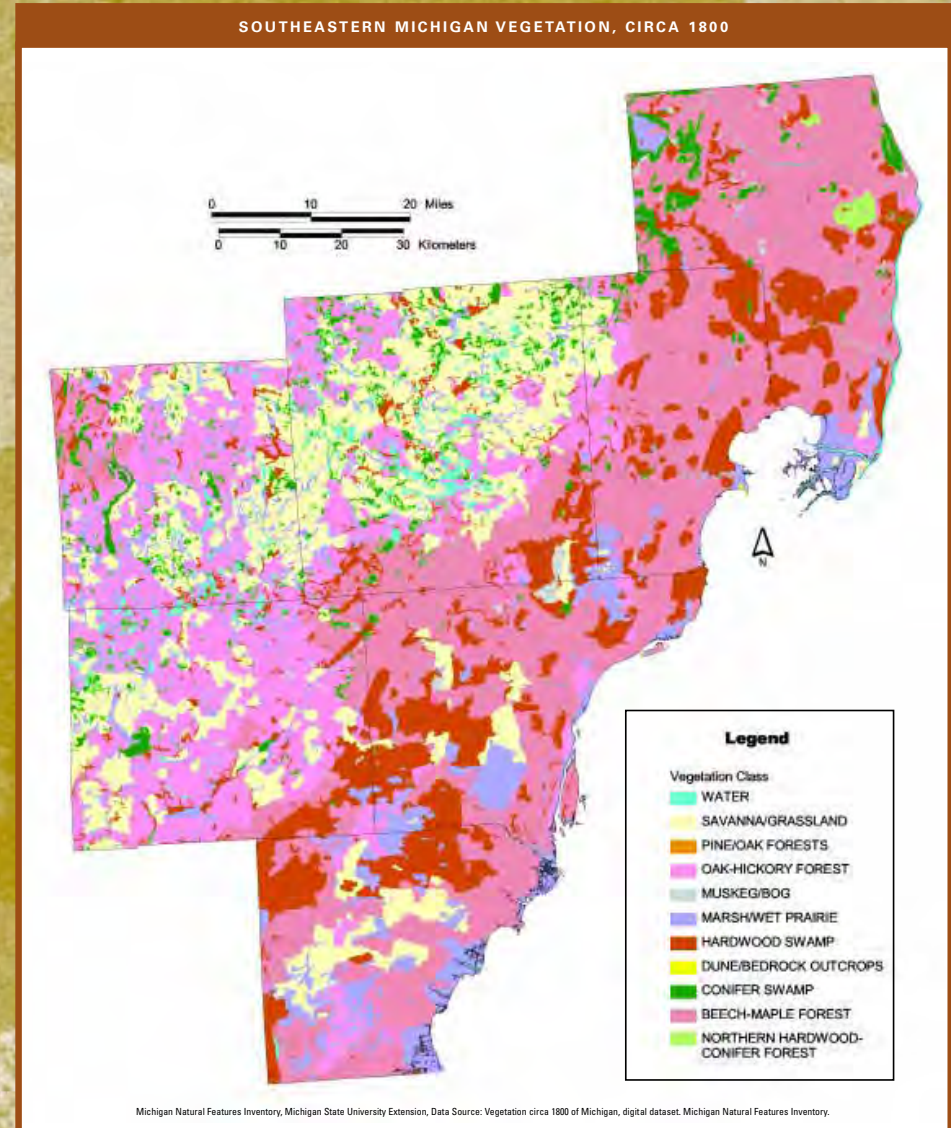 SOUTHEASTERN MICHIGAN VEGETATION, CIRCA 1800
0 10 20 Miles
0 10 20 30 Kilometers
N
Legend
Vegetation Class
WATER
SAVANNA/GRASSLAND
PINE/OAK FORESTS
OAK-HICKORY FOREST
MUSKEG/BOG
MARSH/WET PRAIRIE
HARDWOOD SWAMP
DUNE/BEDROCK OUTCROPS
CONIFER SWAMP
BEECH-MAPLE FOREST
NORTHERN HARDWOOD-
CONIFER FOREST
Michigan Natural Features Inventory, Michigan State University Extension, Data Source: Vegetation circa 1800 of Michigan, digital dataset. Michigan Natural Features Inventory.